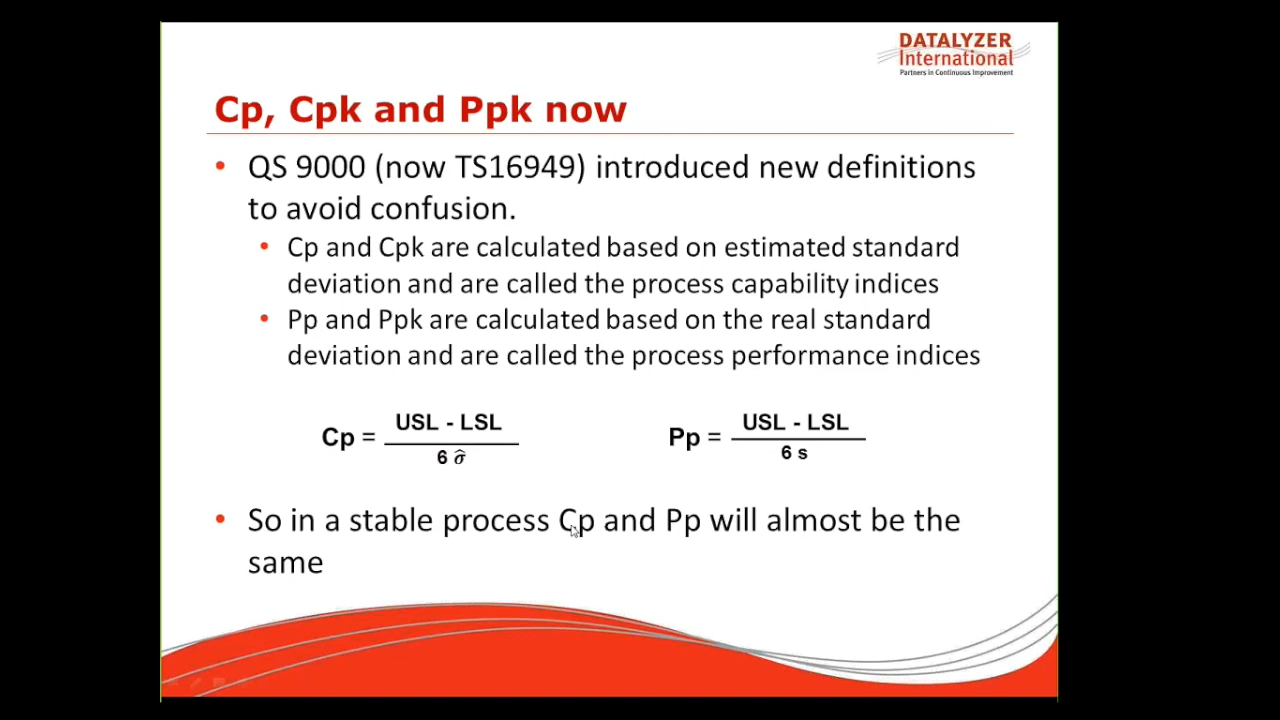 DATALYZER
International
Partners in Continuous Improvement
Cp, Cpk and Ppk now
• QS 9000 (now TS16949) introduced new definitions
to avoid confusion.
• Cp and Cpk are calculated based on estimated standard
deviation and are called the process capability indices
• Pp and Ppk are calculated based on the real standard
deviation and are called the process performance indices
Cp = USL - LSL / 6 σ̂
Pp = USL - LSL / 6 s
• So in a stable process Cp and Pp will almost be the
same